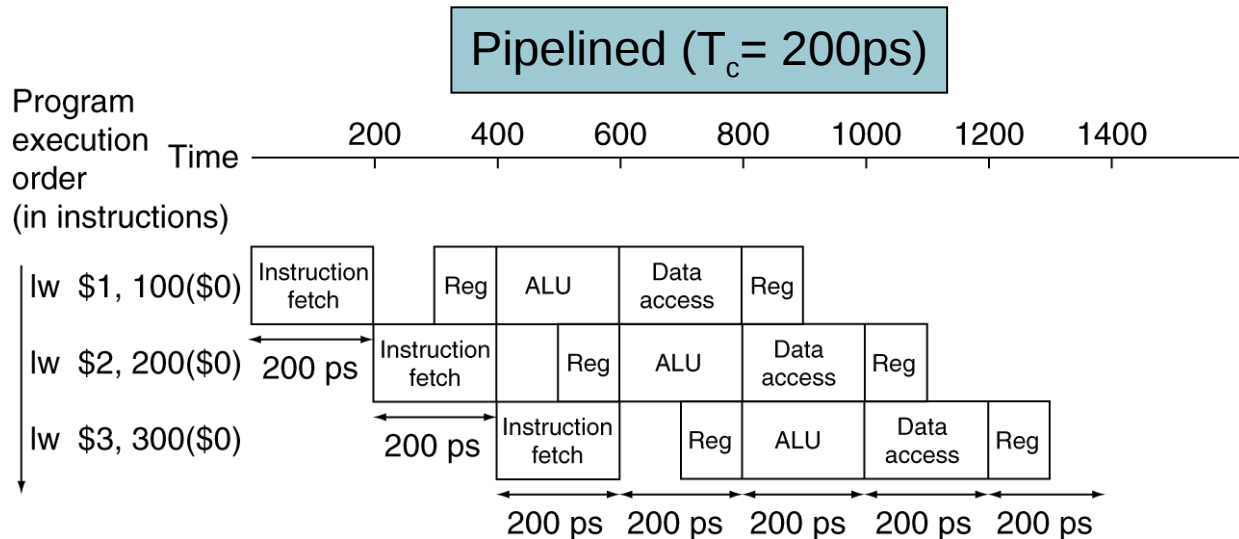 Pipelined (Tc= 200ps)
Program
execution
order
(in instructions)
Time
200 400 600 800 1000 1200 1400
lw $1, 100($0)
Instruction
fetch
Reg
ALU
Data
access
Reg
200 ps
lw $2, 200($0)
Instruction
fetch
Reg
ALU
Data
access
Reg
200 ps
lw $3, 300($0)
Instruction
fetch
Reg
ALU
Data
access
Reg
200 ps 200 ps 200 ps 200 ps 200 ps